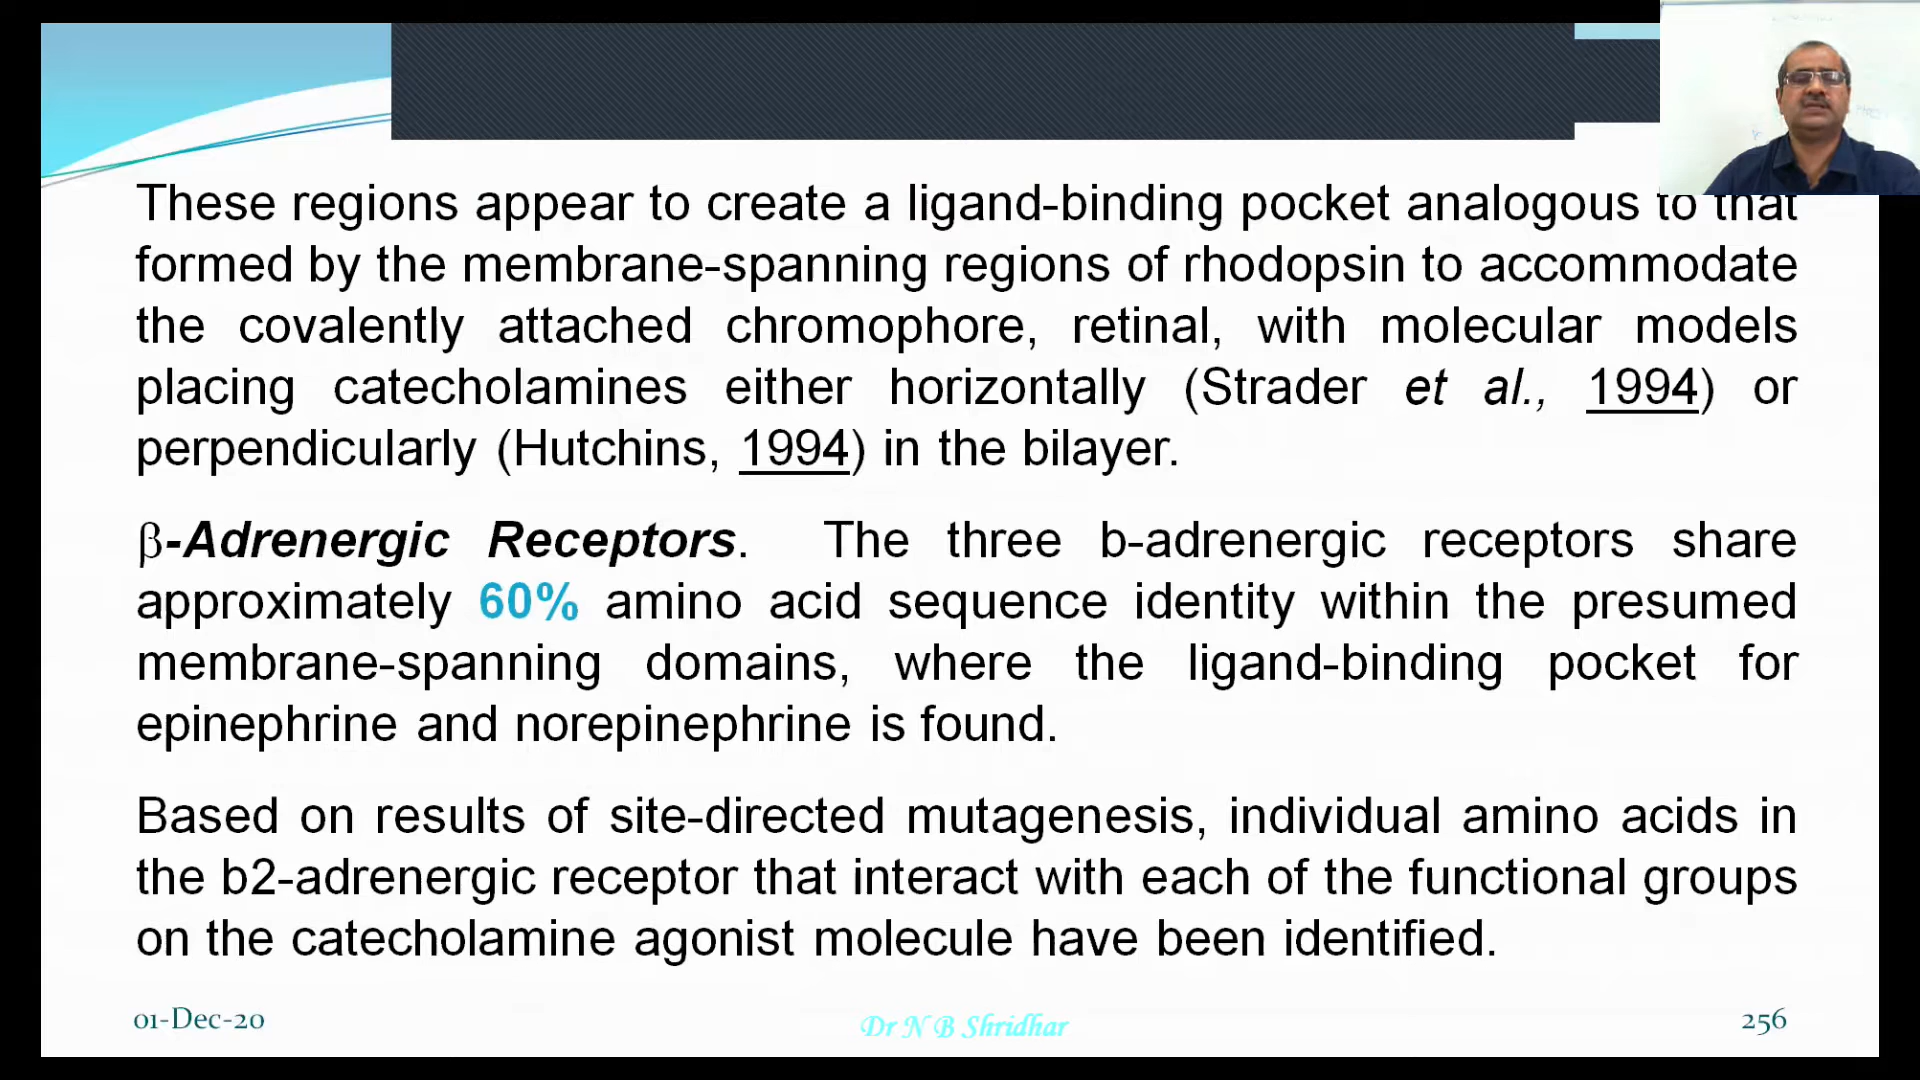 These regions appear to create a ligand-binding pocket analogous to that
formed by the membrane-spanning regions of rhodopsin to accommodate
the covalently attached chromophore, retinal, with molecular models
placing catecholamines either horizontally (Strader et al., 1994) or
perpendicularly (Hutchins, 1994) in the bilayer.
β-Adrenergic Receptors. The three b-adrenergic receptors share
approximately 60% amino acid sequence identity within the presumed
membrane-spanning domains, where the ligand-binding pocket for
epinephrine and norepinephrine is found.
Based on results of site-directed mutagenesis, individual amino acids in
the b2-adrenergic receptor that interact with each of the functional groups
on the catecholamine agonist molecule have been identified.
01-Dec-20
Dr N B Shridhar
256